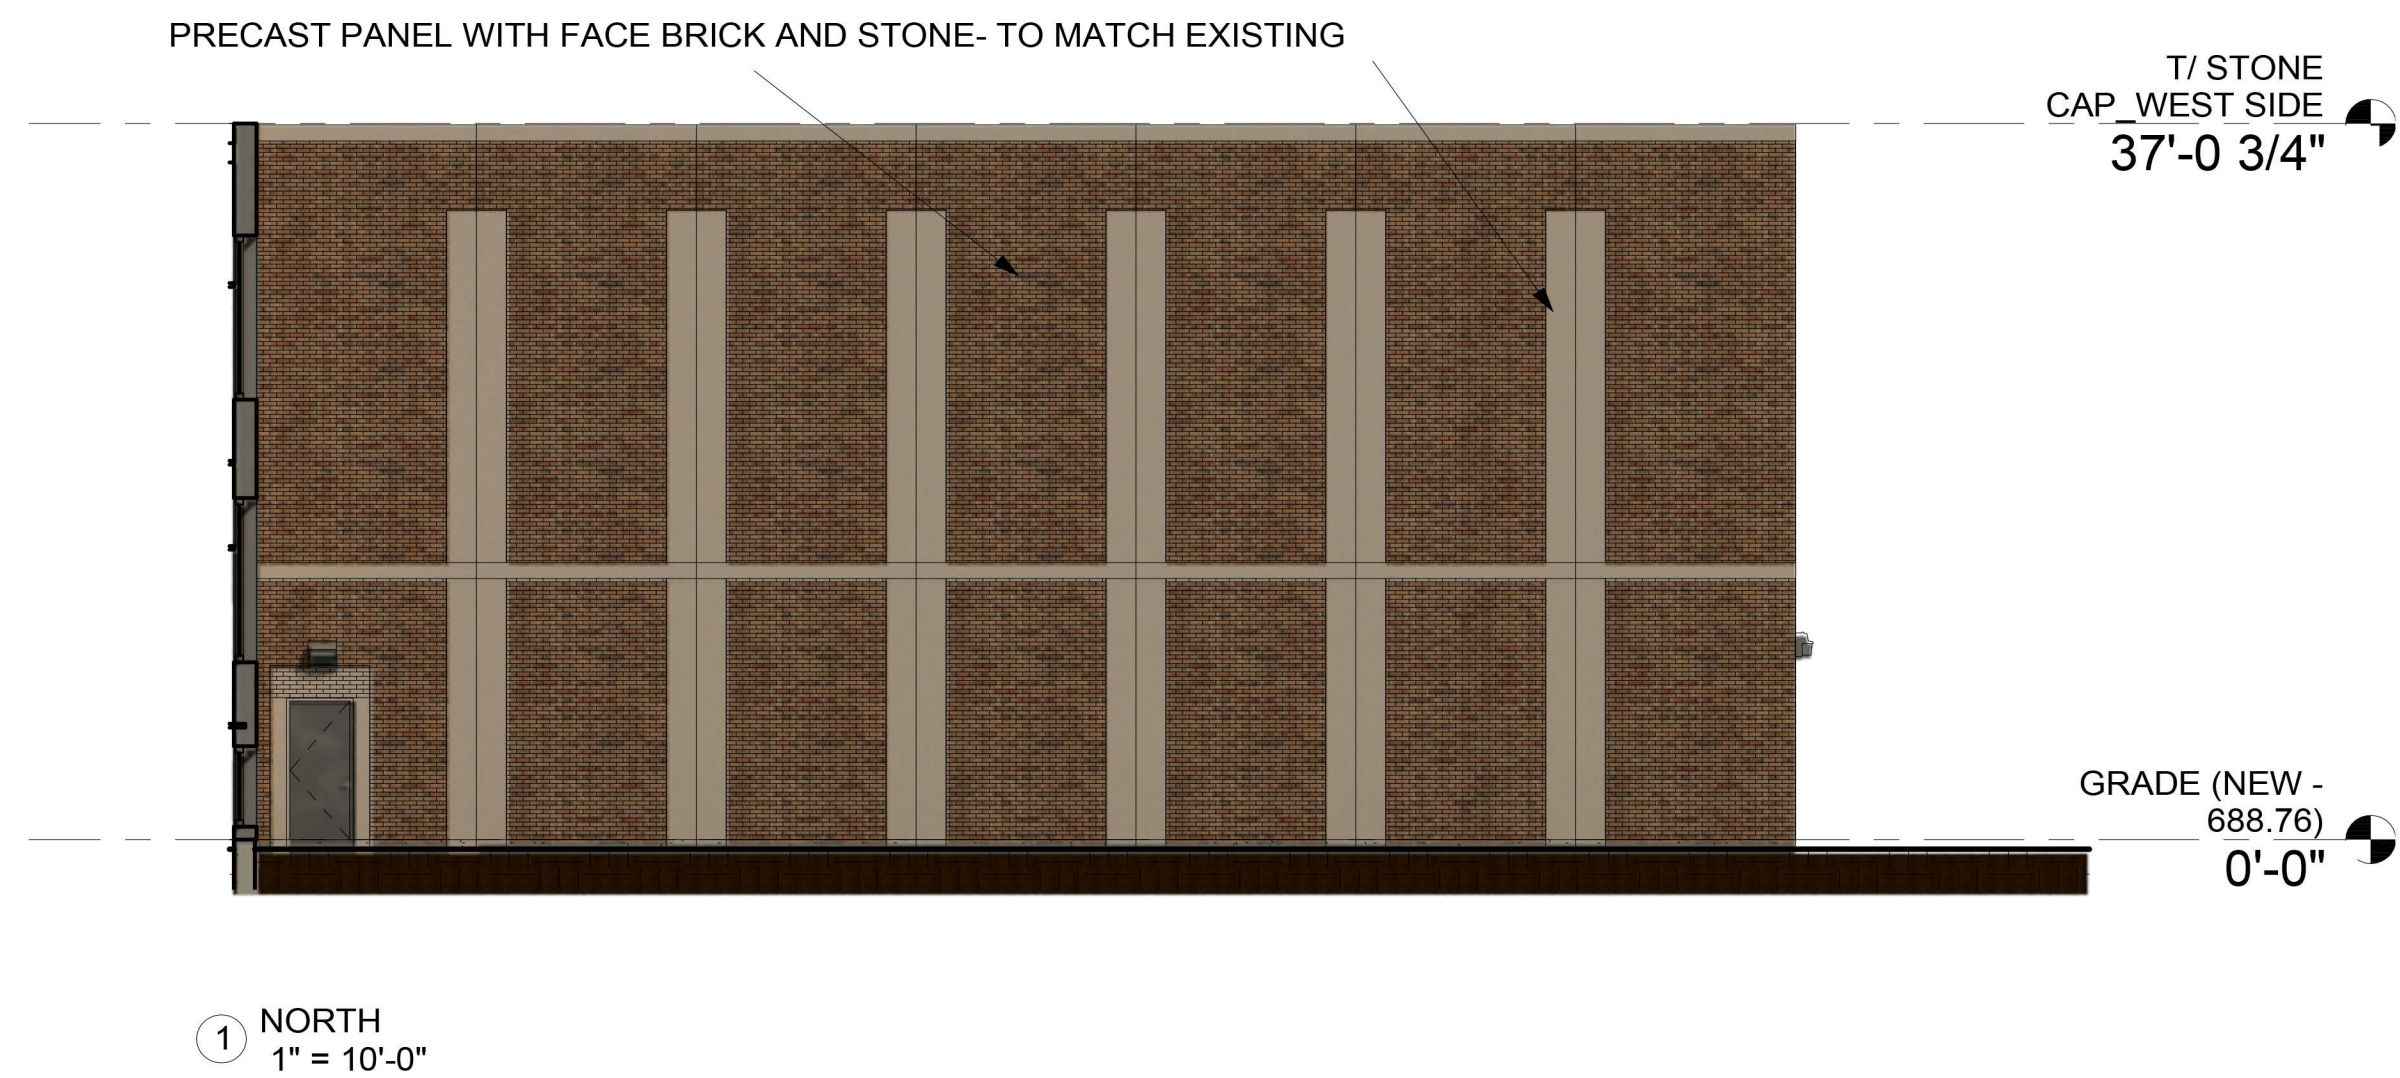 PRECAST PANEL WITH FACE BRICK AND STONE- TO MATCH EXISTING
T/ STONE
CAP_WEST SIDE
37'-0 3/4"
GRADE (NEW -
688.76)
0'-0"
1
NORTH
1" = 10'-0"